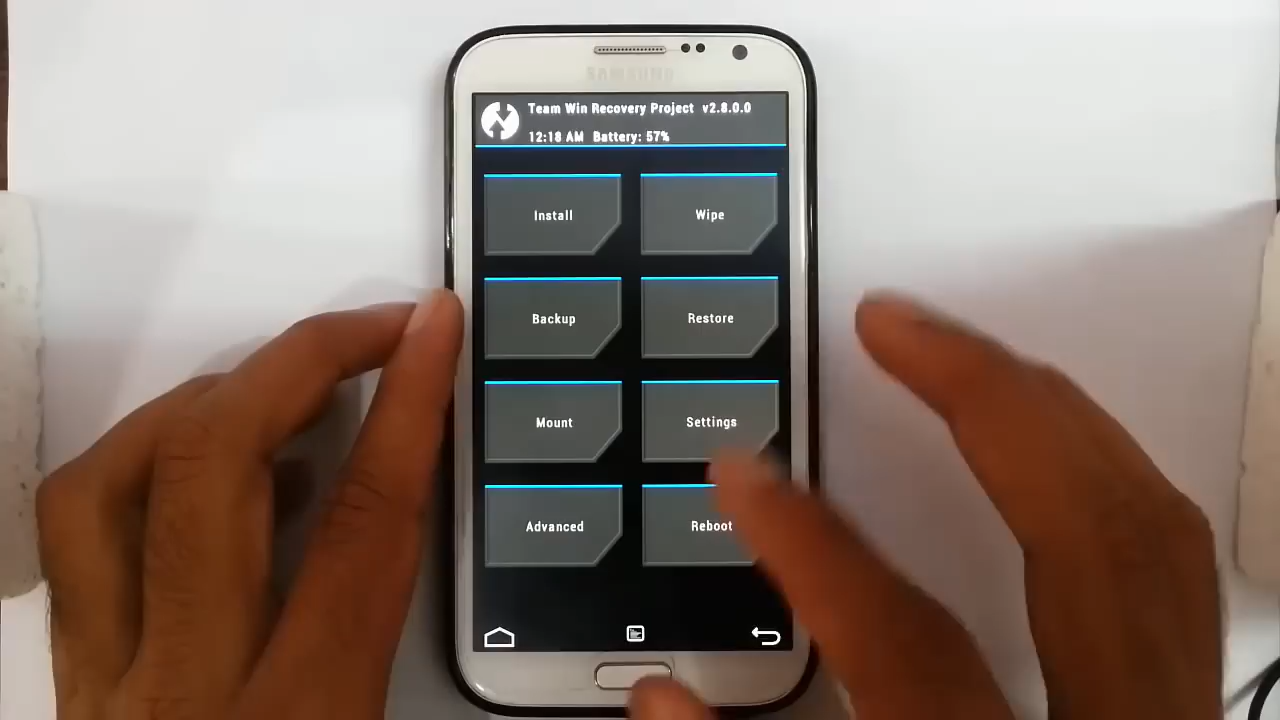 SAMSUNG
Team Win Recovery Project v2.8.0.0
12:18 AM Battery: 57%
Install
Wipe
Backup
Restore
Mount
Settings
Advanced
Reboot